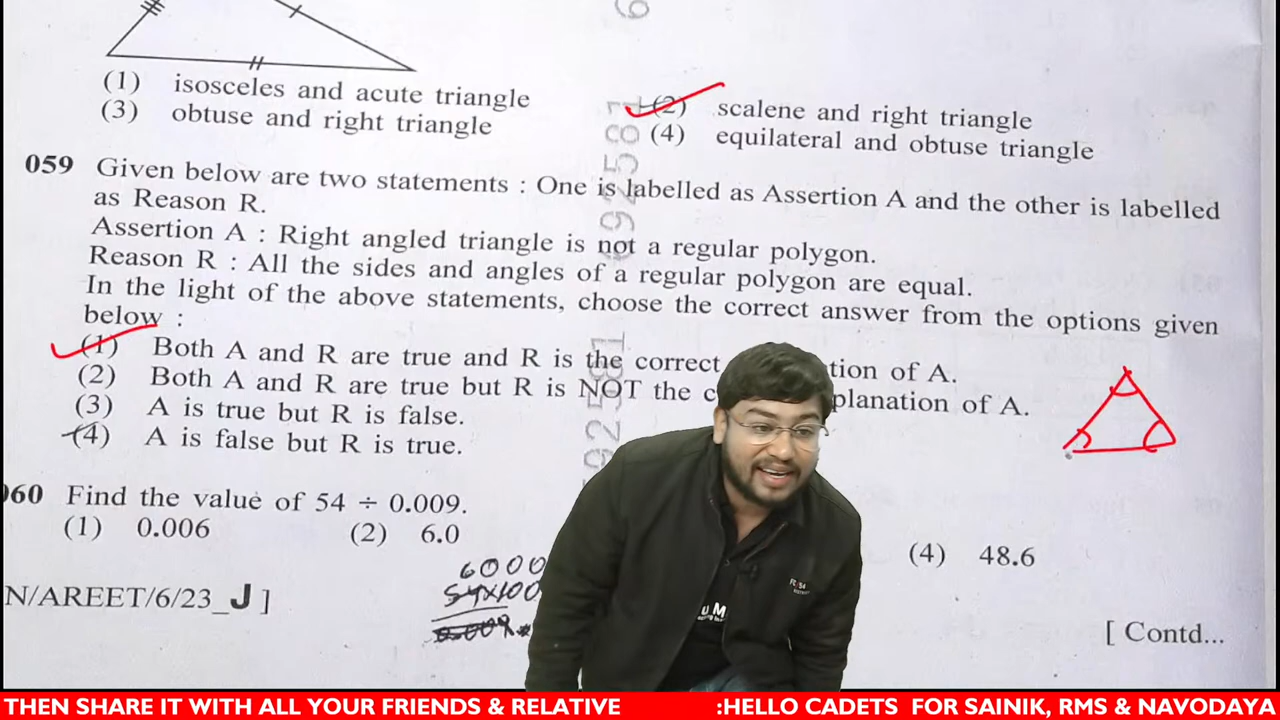 (1) isosceles and acute triangle
(2) scalene and right triangle
(3) obtuse and right triangle
(4) equilateral and obtuse triangle
059 Given below are two statements : One is labelled as Assertion A and the other is labelled
as Reason R.
Assertion A : Right angled triangle is not a regular polygon.
Reason R : All the sides and angles of a regular polygon are equal.
In the light of the above statements, choose the correct answer from the options given
below :
(1) Both A and R are true and R is the correct tion of A.
(2) Both A and R are true but R is NOT the c planation of A.
(3) A is true but R is false.
(4) A is false but R is true.
060 Find the value of 54 ÷ 0.009.
(1) 0.006 (2) 6.0 (4) 48.6
6000
54×100
0.009
N/AREET/6/23_J ]
[ Contd...
THEN SHARE IT WITH ALL YOUR FRIENDS & RELATIVE :HELLO CADETS FOR SAINIK, RMS & NAVODAYA